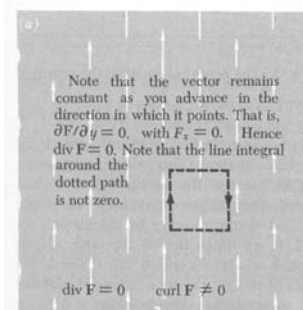 (a)
Note that the vector remains
constant as you advance in the
direction in which it points. That is,
∂F/∂y = 0, with Fₓ = 0. Hence
div F = 0. Note that the line integral
around the
dotted path
is not zero.
div F = 0 curl F ≠ 0